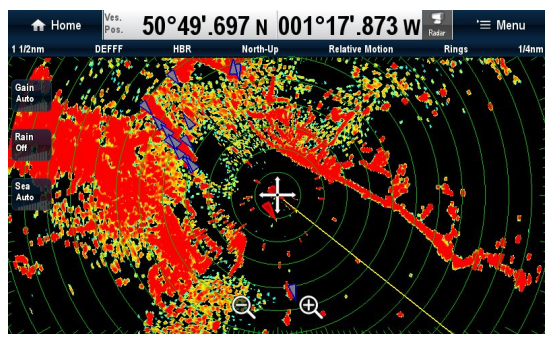 Home
Ves.
Pos.
50°49'.697 N 001°17'.873 W
Radar
Menu
1 1/2nm DEFFF HBR North-Up Relative Motion Rings 1/4nm
Gain
Auto
Rain
Off
Sea
Auto